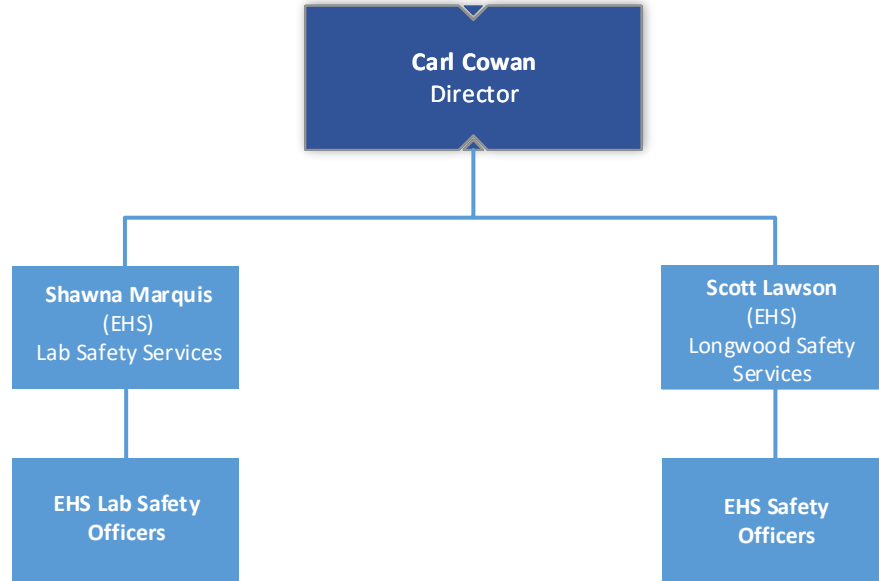 Carl Cowan
Director
Shawna Marquis
(EHS)
Lab Safety Services
Scott Lawson
(EHS)
Longwood Safety
Services
EHS Lab Safety
Officers
EHS Safety
Officers